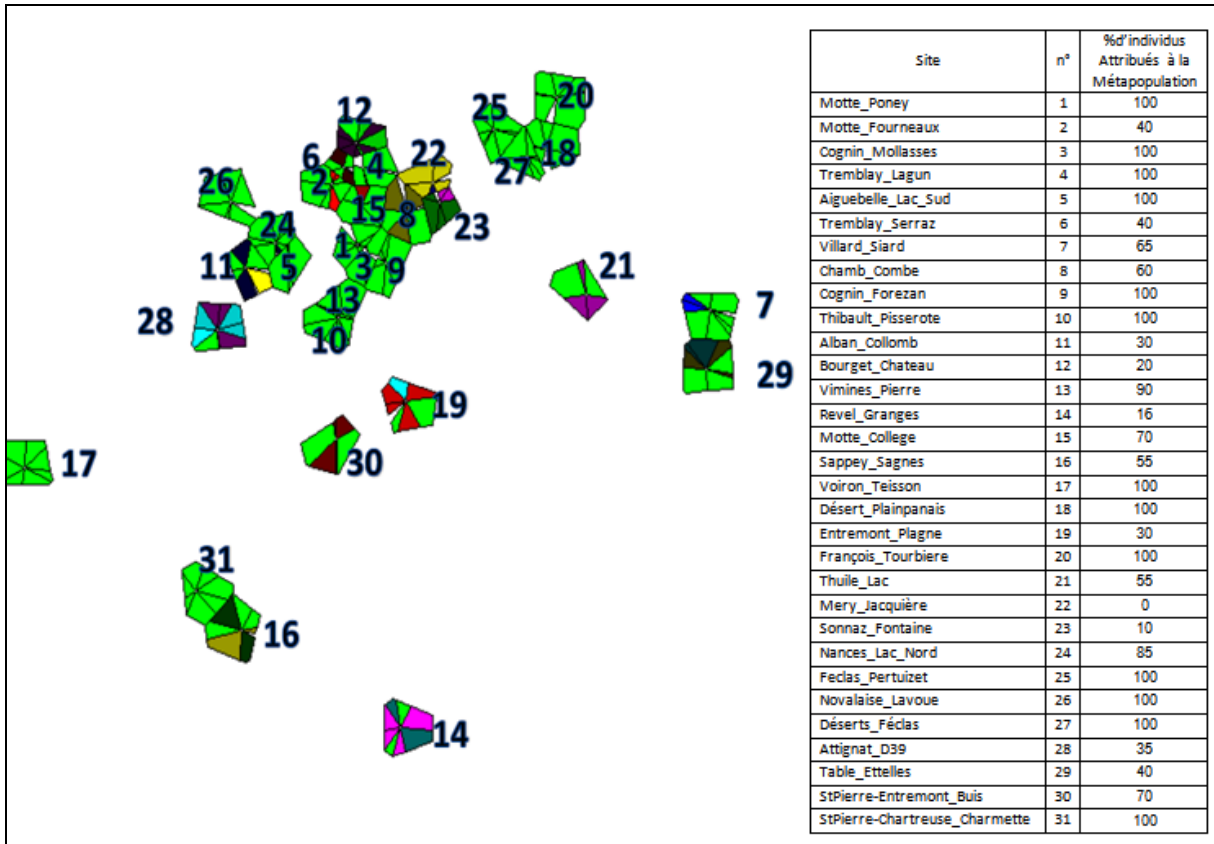 12
25
20
6
4
22
18
26
2
27
15
8
24
23
1
11
5
3
9
21
13
7
28
10
29
19
30
17
31
16
14
Site n° %d'individus
Attribués à la
Métapopulation
Motte_Poney 1 100
Motte_Fourneaux 2 40
Cognin_Mollasses 3 100
Tremblay_Lagun 4 100
Aiguebelle_Lac_Sud 5 100
Tremblay_Serraz 6 40
Villard_Siard 7 65
Chamb_Combe 8 60
Cognin_Forezan 9 100
Thibault_Pisserote 10 100
Alban_Collomb 11 30
Bourget_Chateau 12 20
Vimines_Pierre 13 90
Revel_Granges 14 16
Motte_College 15 70
Sappey_Sagnes 16 55
Voiron_Teisson 17 100
Désert_Plainpanais 18 100
Entremont_Plagne 19 30
François_Tourbiere 20 100
Thuile_Lac 21 55
Mery_Jacquière 22 0
Sonnaz_Fontaine 23 10
Nances_Lac_Nord 24 85
Feclas_Pertuizet 25 100
Novalaise_Lavoue 26 100
Déserts_Féclas 27 100
Attignat_D39 28 35
Table_Ettelles 29 40
StPierre-Entremont_Buis 30 70
StPierre-Chartreuse_Charmette 31 100